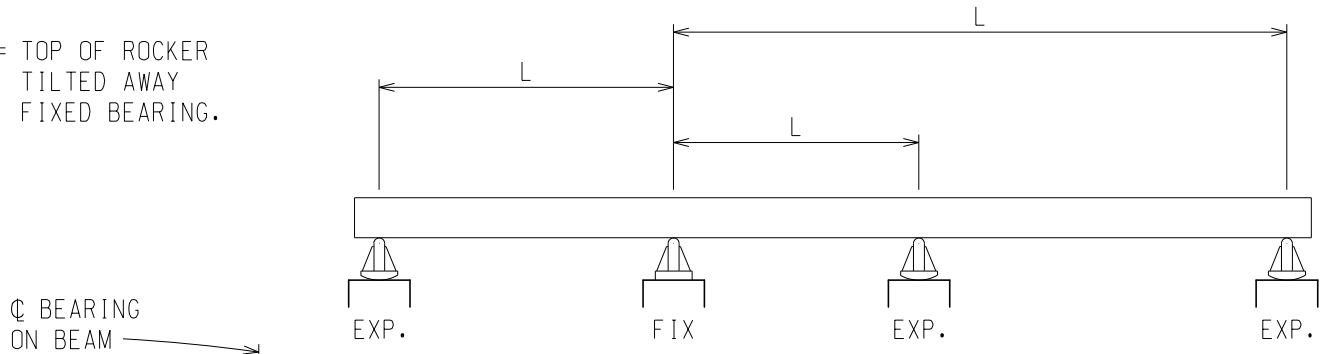 = TOP OF ROCKER
TILTED AWAY
FIXED BEARING.
L
L
L
EXP.
FIX
EXP.
EXP.
℄ BEARING
ON BEAM